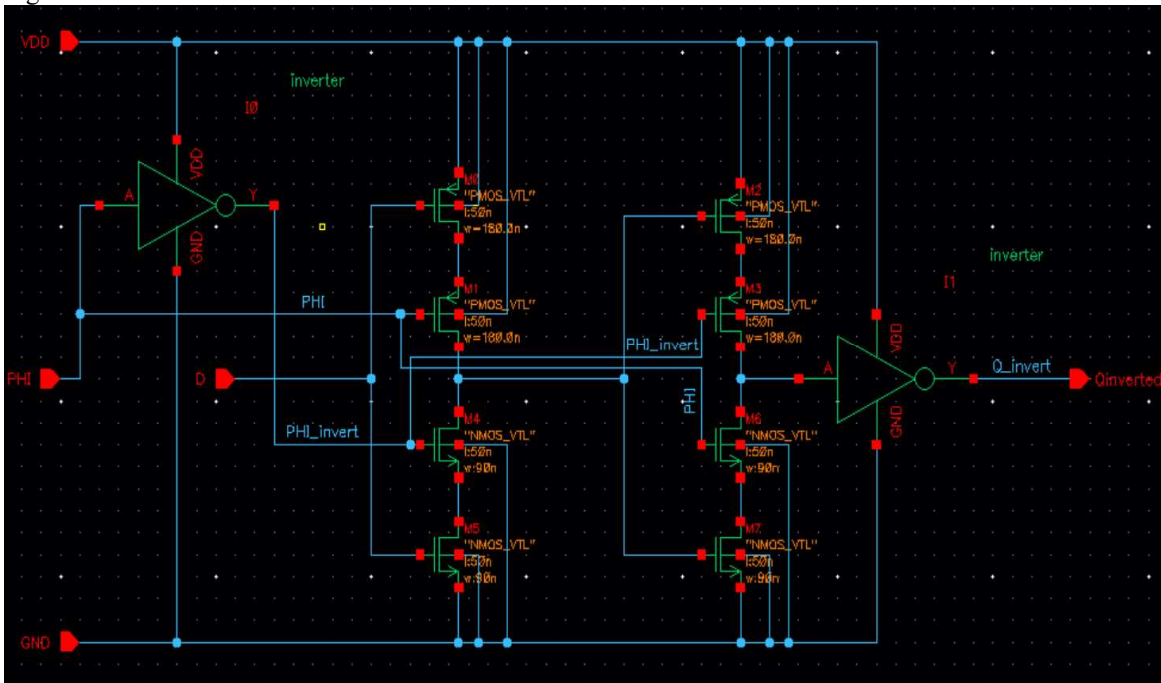 VDD
inverter
I0
VDD
A
Y
GND
M0
"PMOS_VTL"
l:50n
w=180.0n
M1
"PMOS_VTL"
l:50n
w=180.0n
PHI
PHI
D
PHI_invert
M4
"NMOS_VTL"
l:50n
w:90n
M5
"NMOS_VTL"
l:50n
w:90n
M2
"PMOS_VTL"
l:50n
w=180.0n
M3
"PMOS_VTL"
l:50n
w=180.0n
PHI_invert
PHI
M6
"NMOS_VTL"
l:50n
w:90n
M7
"NMOS_VTL"
l:50n
w:90n
inverter
I1
VDD
A
Y
GND
Q_invert
Qinverted
GND